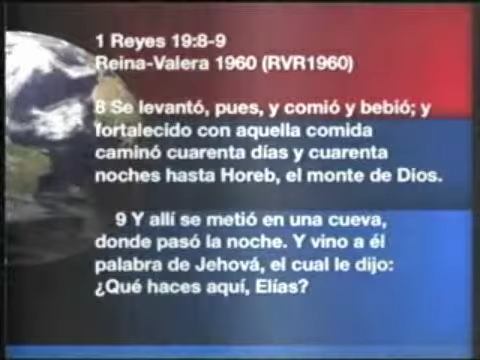 1 Reyes 19:8-9
Reina-Valera 1960 (RVR1960)
8 Se levantó, pues, y comió y bebió; y
fortalecido con aquella comida
caminó cuarenta días y cuarenta
noches hasta Horeb, el monte de Dios.
9 Y allí se metió en una cueva,
donde pasó la noche. Y vino a él
palabra de Jehová, el cual le dijo:
¿Qué haces aquí, Elías?